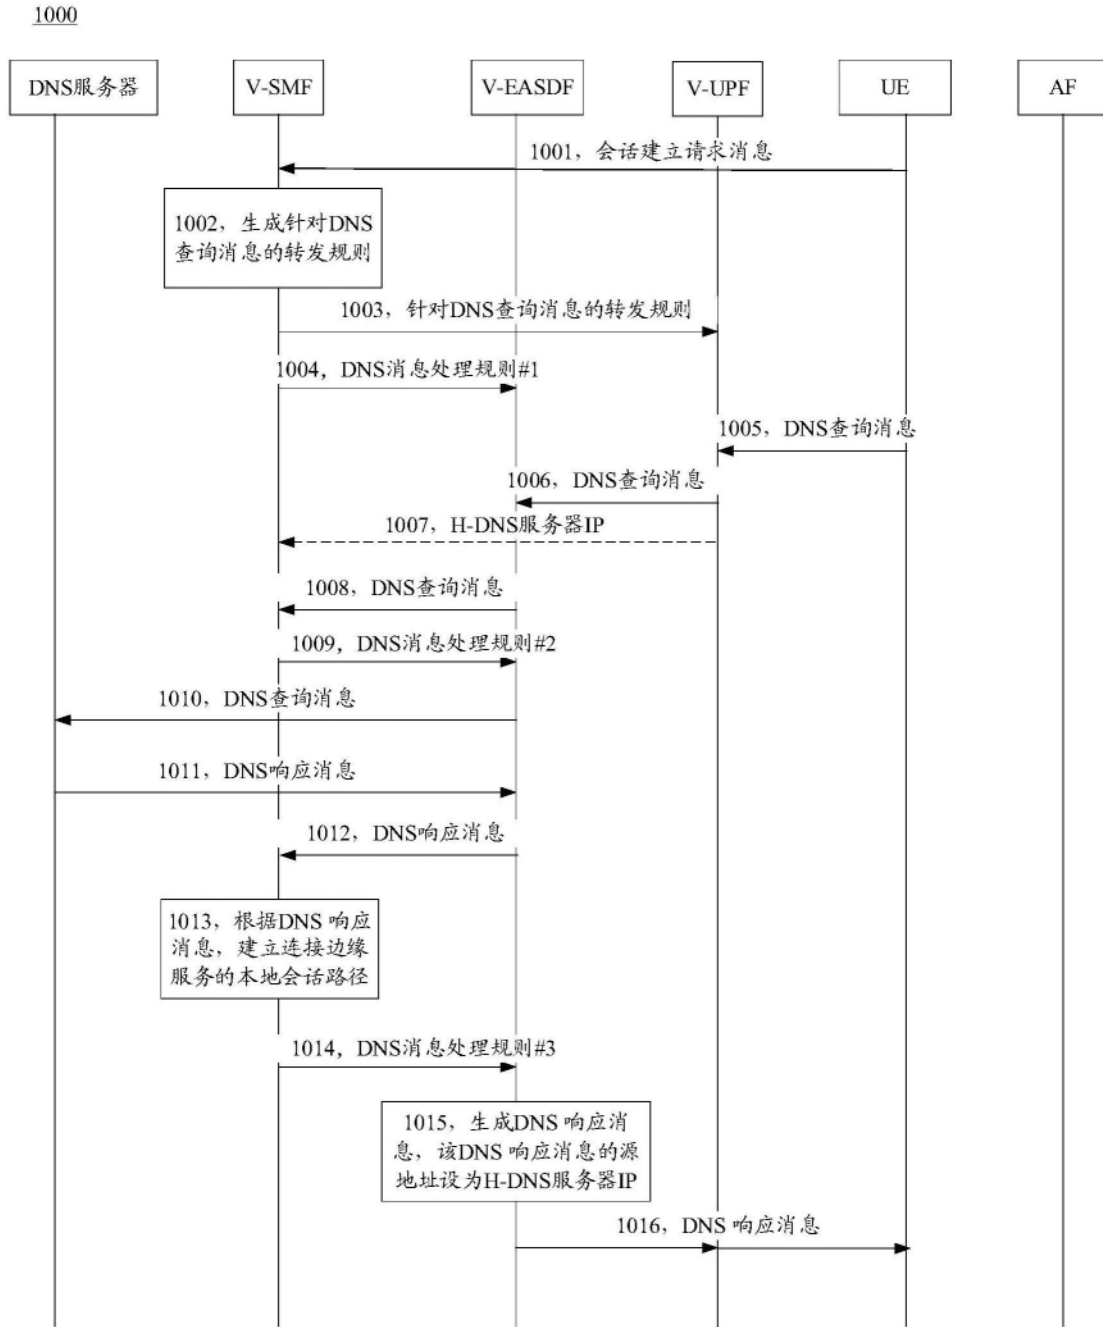 1000
DNS服务器
V-SMF
V-EASDF
V-UPF
UE
AF
1001，会话建立请求消息
1002，生成针对DNS
查询消息的转发规则
1003，针对DNS查询消息的转发规则
1004，DNS消息处理规则#1
1005，DNS查询消息
1006，DNS查询消息
1007，H-DNS服务器IP
1008，DNS查询消息
1009，DNS消息处理规则#2
1010，DNS查询消息
1011，DNS响应消息
1012，DNS响应消息
1013，根据DNS 响应
消息，建立连接边缘
服务的本地会话路径
1014，DNS消息处理规则#3
1015，生成DNS 响应消
息，该DNS 响应消息的源
地址设为H-DNS服务器IP
1016，DNS 响应消息